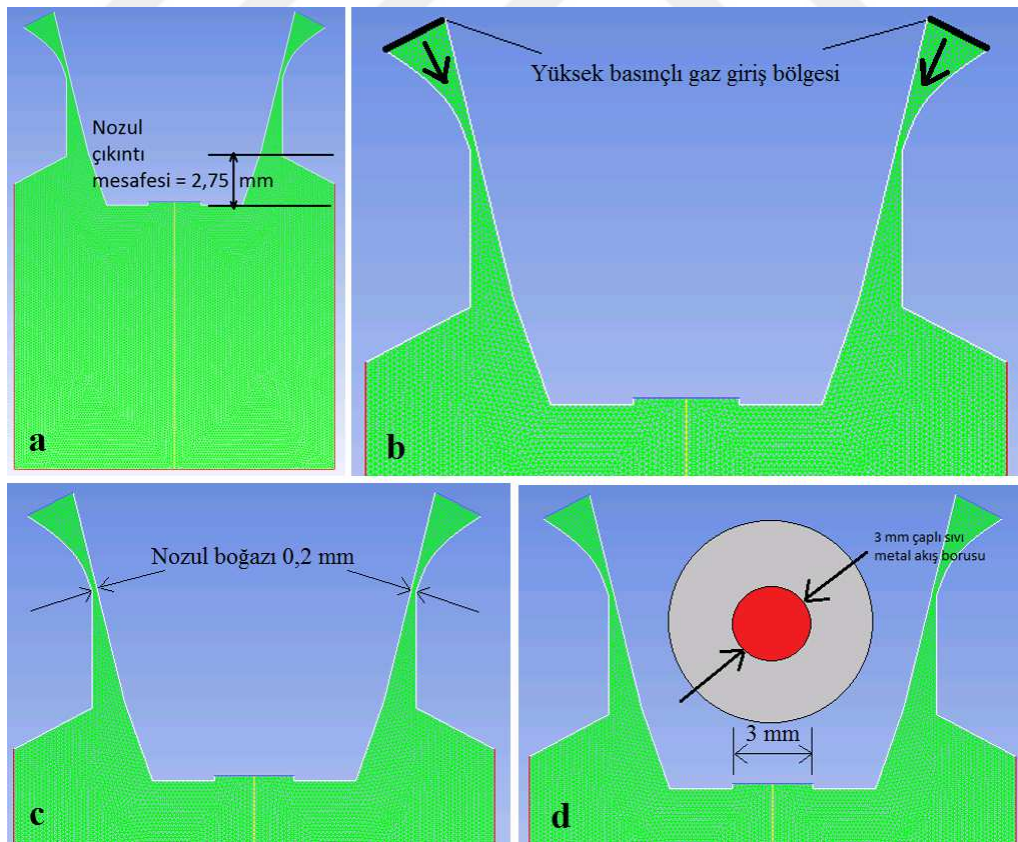 Nozul
çıkıntı
mesafesi = 2,75 mm
a
Yüksek basınçlı gaz giriş bölgesi
b
Nozul boğazı 0,2 mm
c
3 mm çaplı sıvı
metal akış borusu
3 mm
d